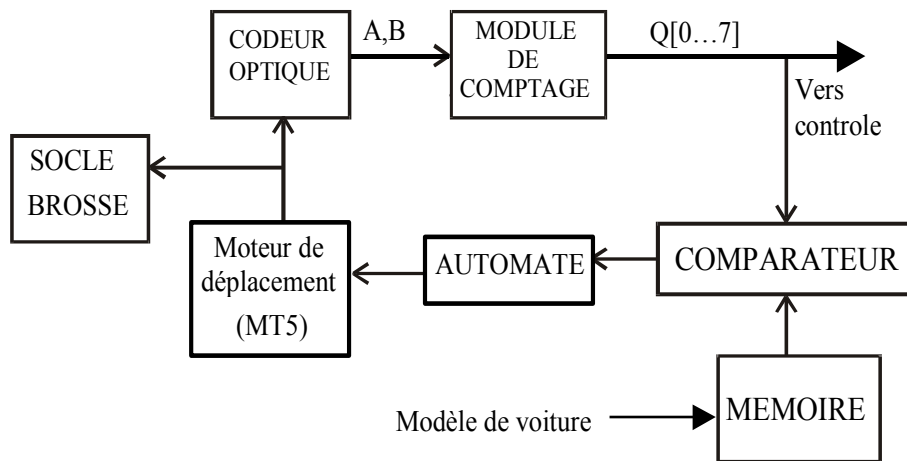 CODEUR
OPTIQUE
A,B
MODULE
DE
COMPTAGE
Q[0…7]
Vers
controle
SOCLE
BROSSE
Moteur de
déplacement
(MT5)
AUTOMATE
COMPARATEUR
Modèle de voiture
MEMOIRE